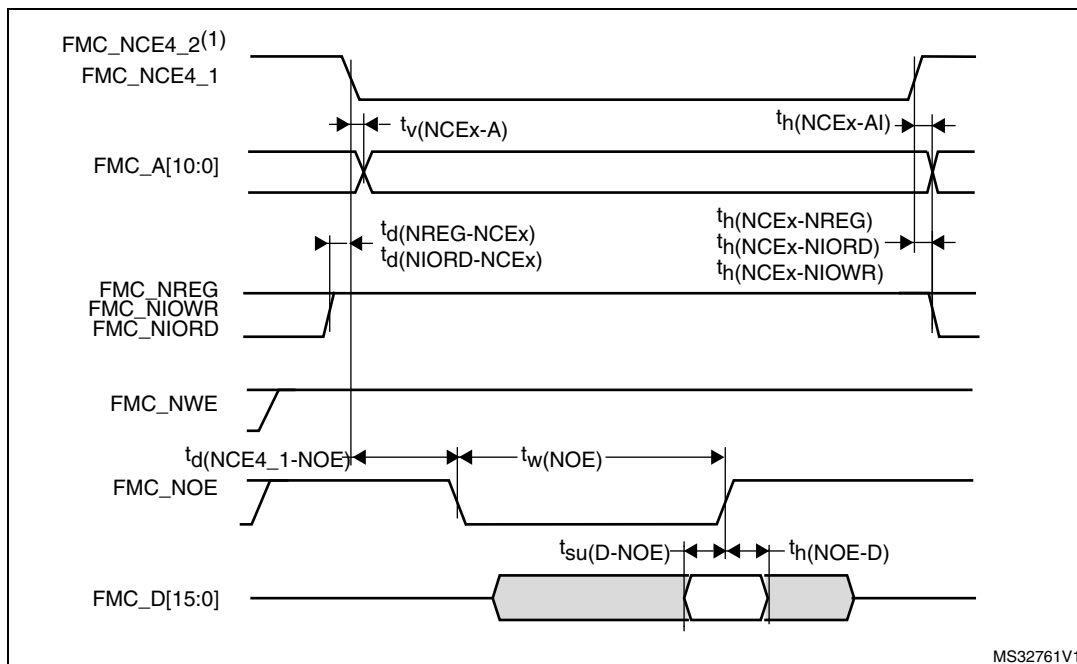 FMC_NCE4_2(1)
FMC_NCE4_1
tv(NCEx-A)
th(NCEx-AI)
FMC_A[10:0]
td(NREG-NCEx)
td(NIORD-NCEx)
th(NCEx-NREG)
th(NCEx-NIORD)
th(NCEx-NIOWR)
FMC_NREG
FMC_NIOWR
FMC_NIORD
FMC_NWE
td(NCE4_1-NOE)
tw(NOE)
FMC_NOE
tsu(D-NOE)
th(NOE-D)
FMC_D[15:0]
MS32761V1